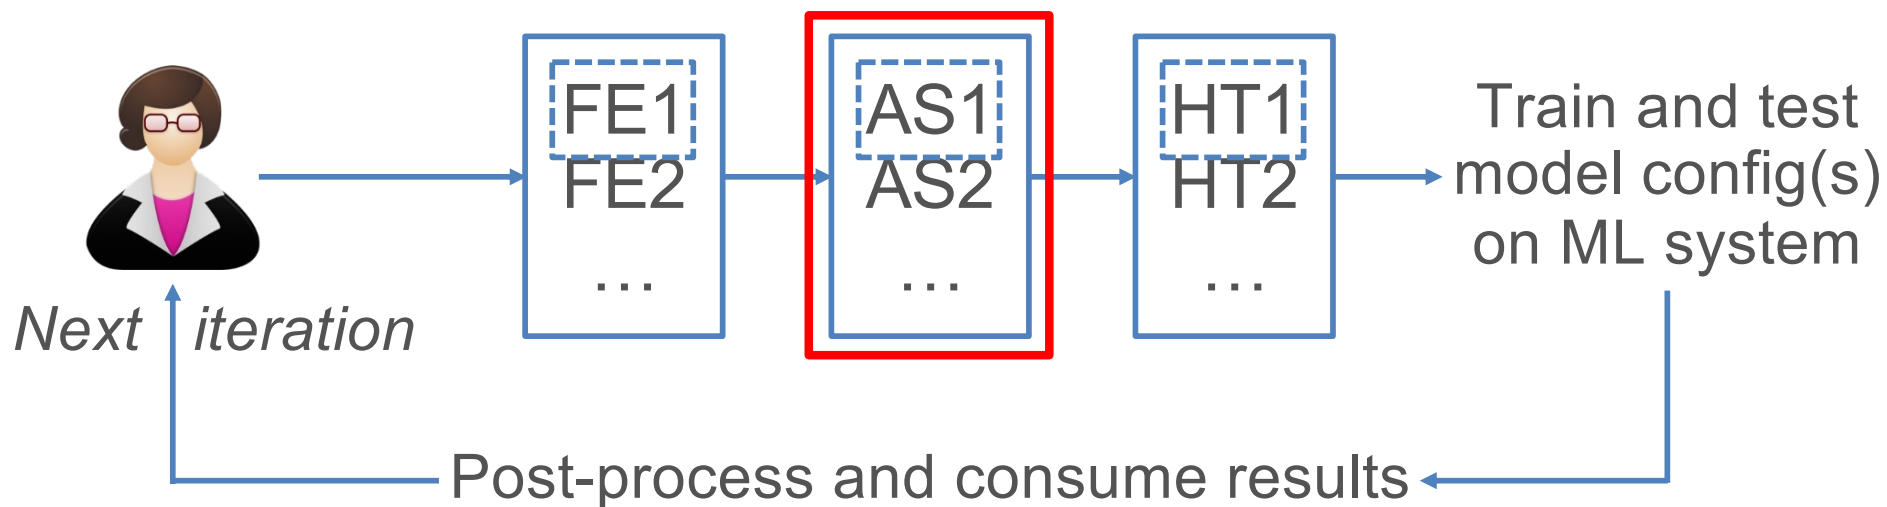 FE1
FE2
…
AS1
AS2
…
HT1
HT2
…
Train and test
model config(s)
on ML system
Next iteration
Post-process and consume results